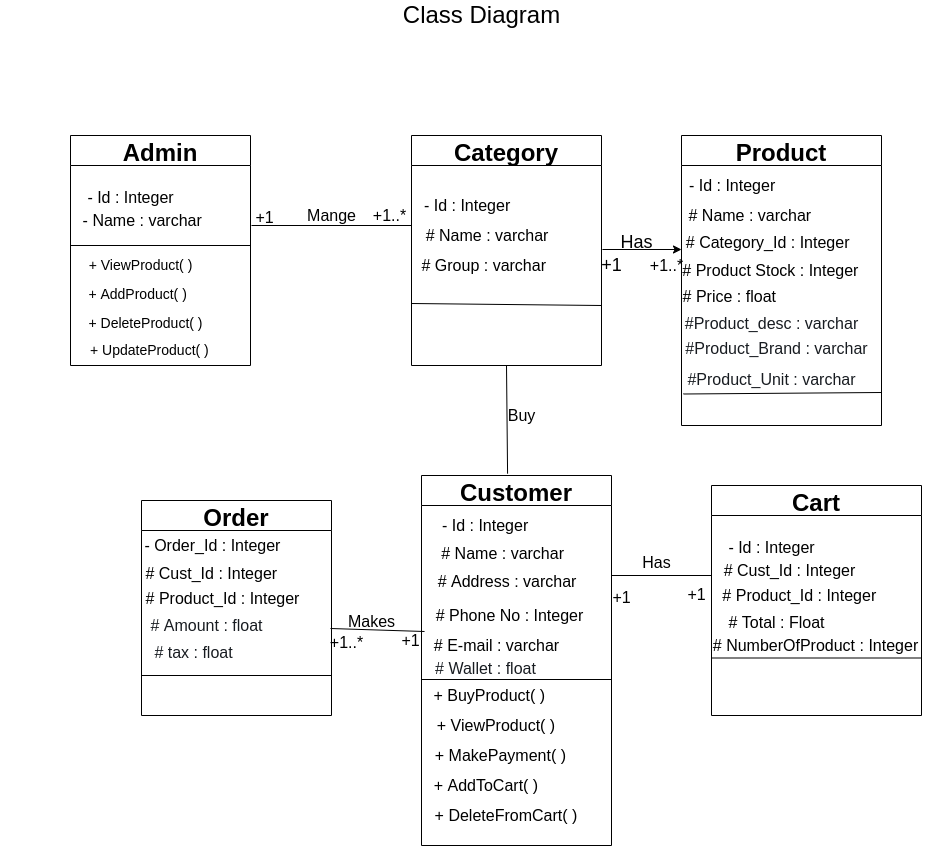 Class Diagram
Admin
- Id : Integer
- Name : varchar
+ ViewProduct( )
+ AddProduct( )
+ DeleteProduct( )
+ UpdateProduct( )
+1
Mange
+1..*
Category
- Id : Integer
# Name : varchar
# Group : varchar
Has
+1
+1..*
Product
- Id : Integer
# Name : varchar
# Category_Id : Integer
# Product Stock : Integer
# Price : float
#Product_desc : varchar
#Product_Brand : varchar
#Product_Unit : varchar
Buy
Order
- Order_Id : Integer
# Cust_Id : Integer
# Product_Id : Integer
# Amount : float
# tax : float
Makes
+1..*
+1
Customer
- Id : Integer
# Name : varchar
# Address : varchar
# Phone No : Integer
# E-mail : varchar
# Wallet : float
+ BuyProduct( )
+ ViewProduct( )
+ MakePayment( )
+ AddToCart( )
+ DeleteFromCart( )
Has
+1
+1
Cart
- Id : Integer
# Cust_Id : Integer
# Product_Id : Integer
# Total : Float
# NumberOfProduct : Integer